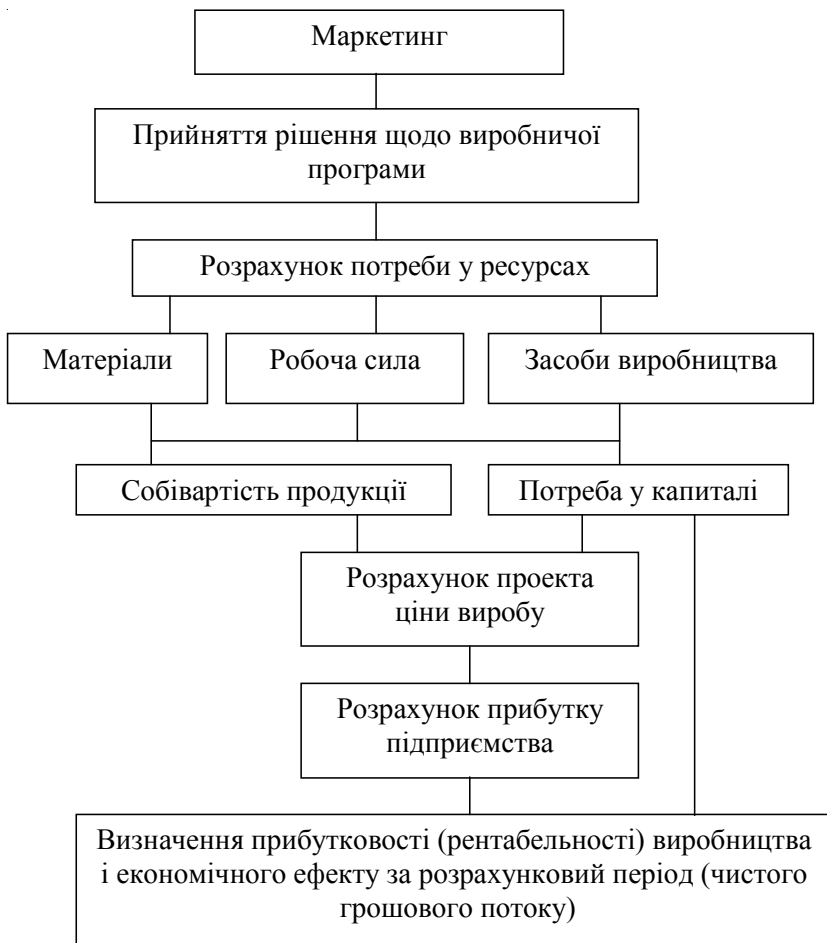 Маркетинг
Прийняття рішення щодо виробничої
програми
Розрахунок потреби у ресурсах
Матеріали
Робоча сила
Засоби виробництва
Собівартість продукції
Потреба у капиталі
Розрахунок проекта
ціни виробу
Розрахунок прибутку
підприємства
Визначення прибутковості (рентабельності) виробництва
і економічного ефекту за розрахунковий період (чистого
грошового потоку)